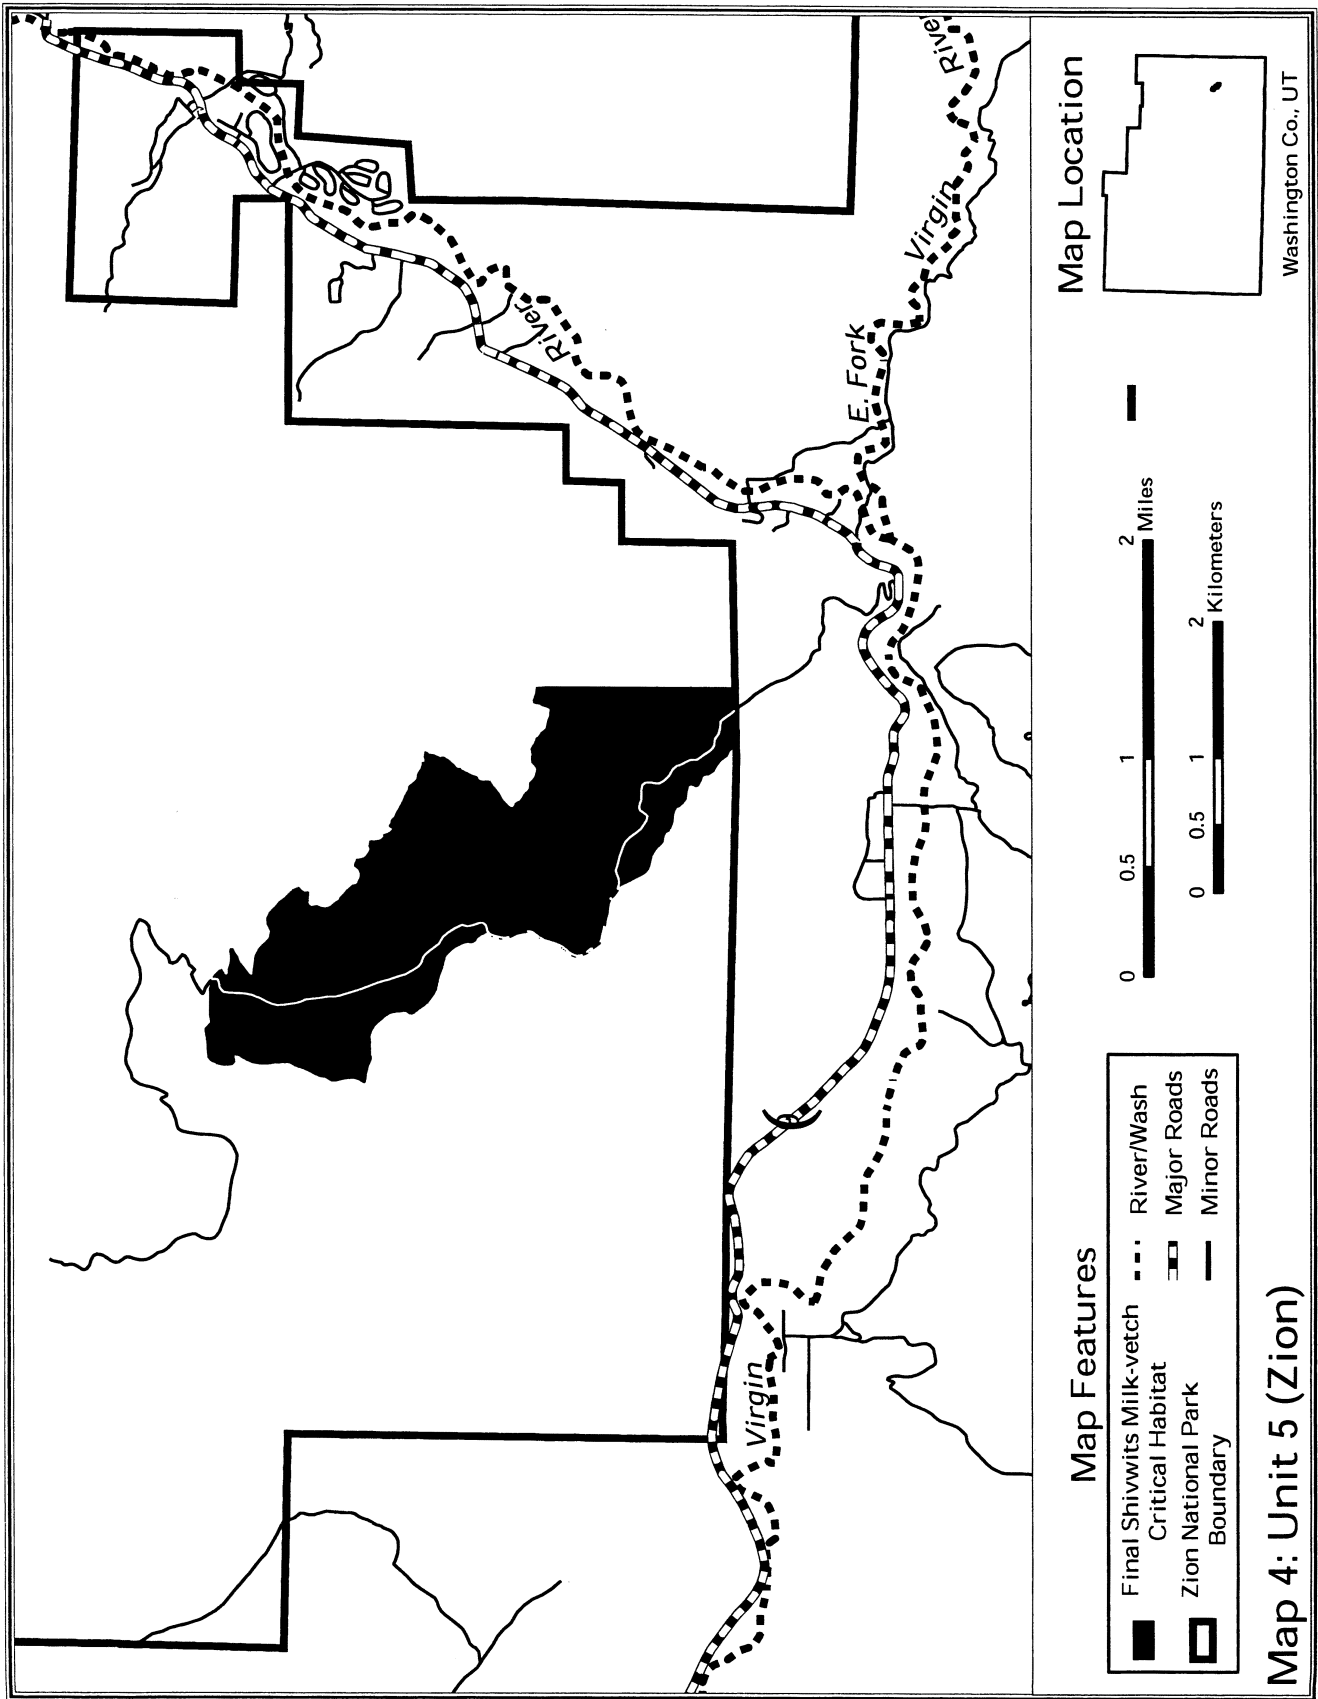 River
River
Virgin
E. Fork
Virgin
Map Features
Final Shivwits Milk-vetch
Critical Habitat
Zion National Park
Boundary
River/Wash
Major Roads
Minor Roads
0 0.5 1 2
Miles
0 0.5 1 2
Kilometers
Map Location
Washington Co., UT
Map 4: Unit 5 (Zion)